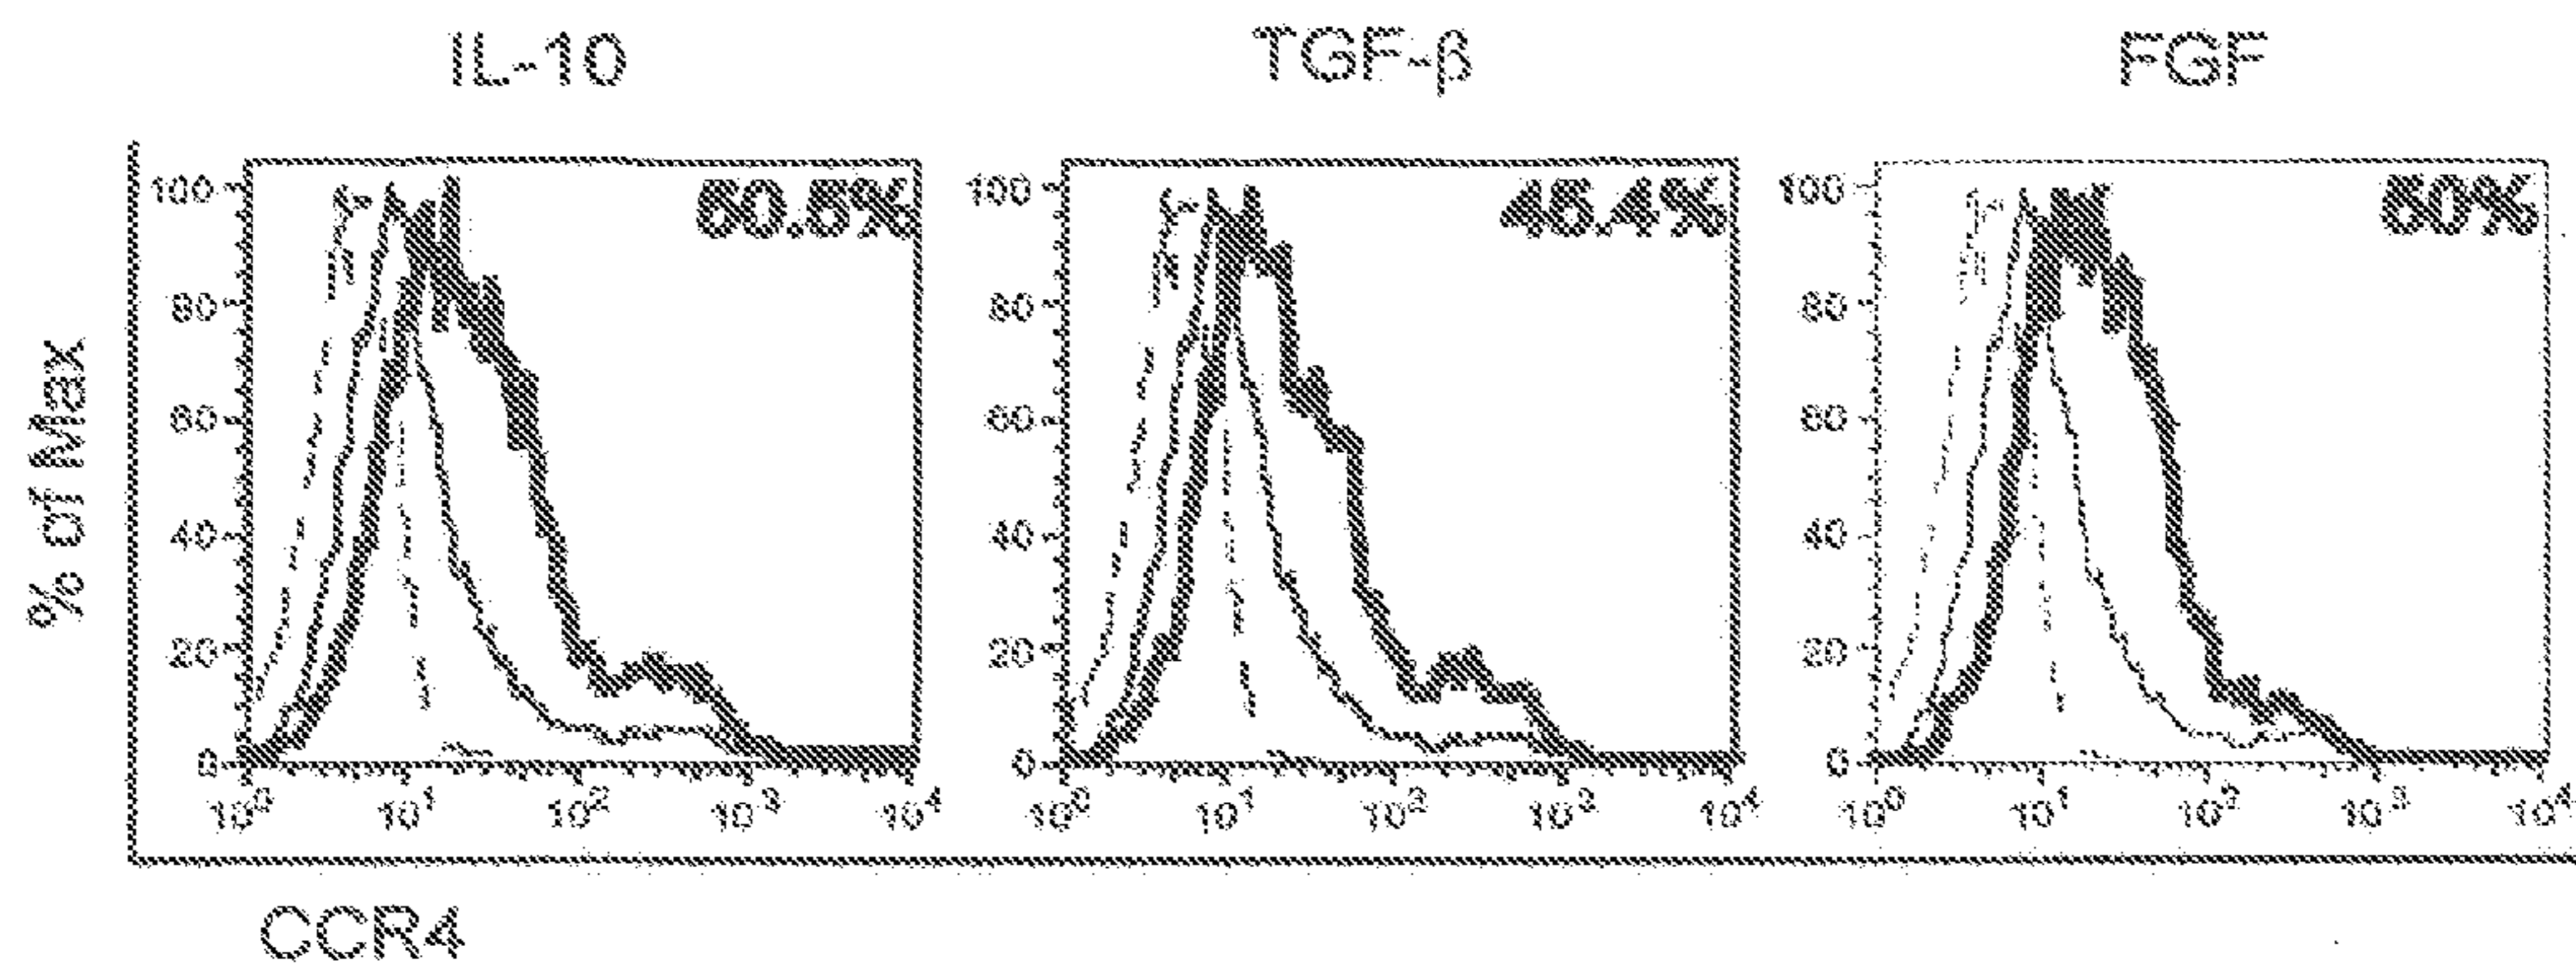 IL-10 TGF-β FGF
50.5% 45.4% 50%
100 100 100
80 80 80
60 60 60
40 40 40
20 20 20
0 0 0
% of Max
10⁰ 10¹ 10² 10³ 10⁴ 10⁰ 10¹ 10² 10³ 10⁴ 10⁰ 10¹ 10² 10³ 10⁴
CCR4